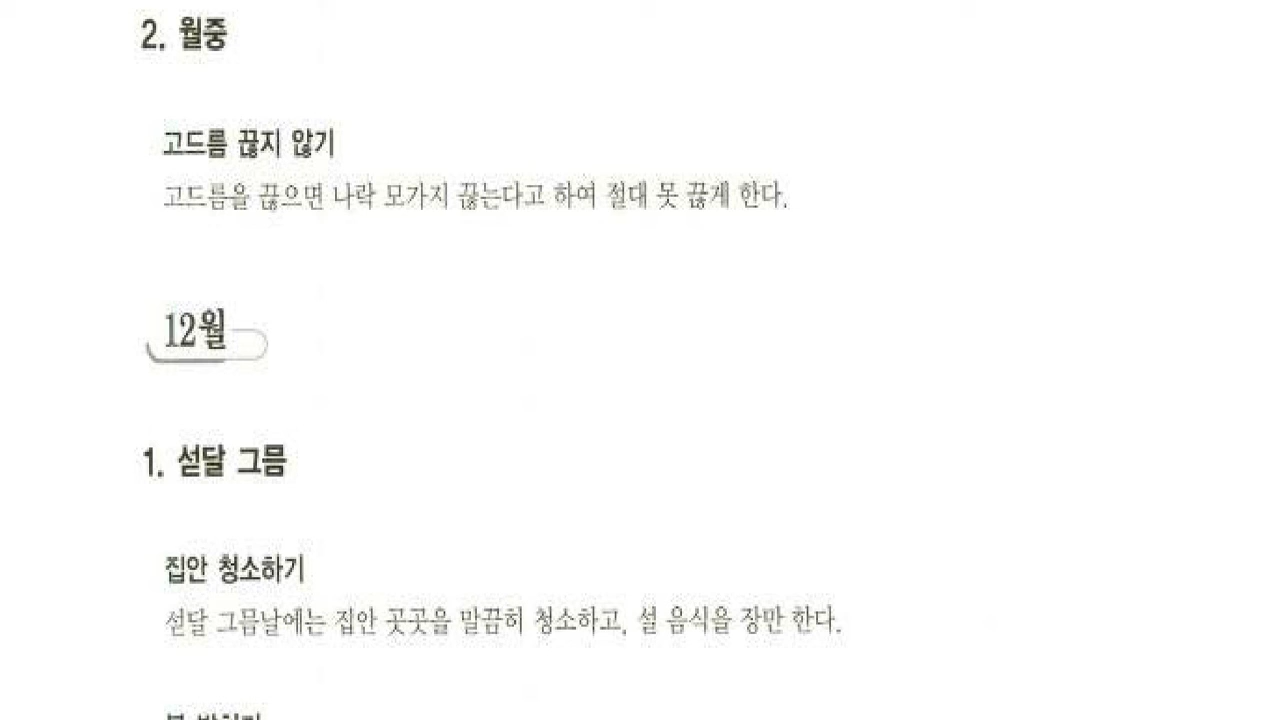 2. 월중
고드름 끊지 않기
고드름을 끊으면 나락 모가지 끊는다고 하여 절대 못 끊게 한다.
12월
1. 섣달 그믐
집안 청소하기
섣달 그믐날에는 집안 곳곳을 말끔히 청소하고, 설 음식을 장만 한다.